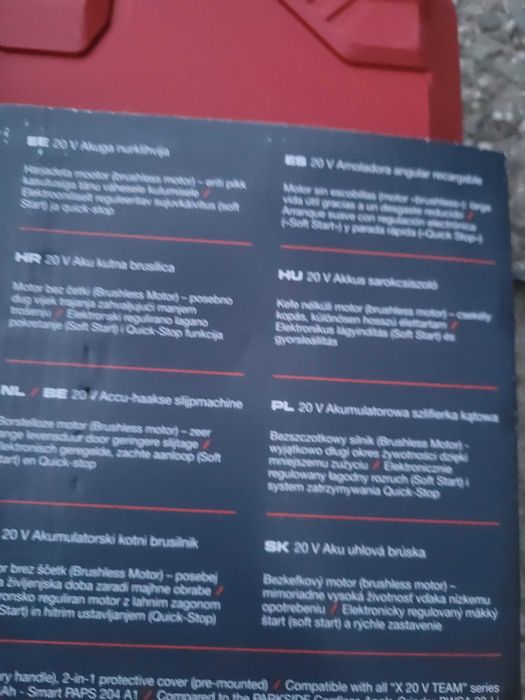 EE 20 V Akuga nurklihvija
Harjadeta mootor (brushless motor) – eriti pikk
kasutusiga tänu vähesele kulumisele /
Elektrooniliselt reguleeritav sujuvkäivitus (soft
Start) ja quick-stop
ES 20 V Amoladora angular recargable
Motor sin escobillas (motor «brushless»): larga
vida útil gracias a un desgaste reducido /
Arranque suave con regulación electrónica
(«Soft Start») y parada rápida («Quick Stop»)
HR 20 V Aku kutna brusilica
Motor bez četki (Brushless Motor) – posebno
dug vijek trajanja zahvaljujući manjem
trošenju / Elektronski regulirano lagano
pokretanje (Soft Start) i Quick-Stop funkcija
HU 20 V Akkus sarokcsiszoló
Kefe nélküli motor (brushless motor) – csekély
kopás, különösen hosszú élettartam /
Elektronikus lágyindítás (Soft Start) és
gyorsleállítás
NL / BE 20 V Accu-haakse slijpmachine
Borstelloze motor (Brushless Motor) – zeer
lange levensduur door geringere slijtage /
Elektronisch geregelde, zachte aanloop (Soft
Start) en Quick-stop
PL 20 V Akumulatorowa szlifierka kątowa
Bezszczotkowy silnik (Brushless Motor) -
wyjątkowo długi okres żywotności dzięki
mniejszemu zużyciu / Elektronicznie
regulowany łagodny rozruch (Soft Start) i
system zatrzymywania Quick-Stop
20 V Akumulatorski kotni brusilnik
or brez ščetk (Brushless Motor) – posebej
a življenjska doba zaradi majhne obrabe /
ronsko reguliran motor z lahnim zagonom
Start) in hitrim ustavljanjem (Quick-Stop)
SK 20 V Aku uhlová brúska
Bezkefkový motor (brushless motor) –
mimoriadne vysoká životnosť vďaka nízkemu
opotrebeniu / Elektronicky regulovaný mäkký
štart (soft start) a rýchle zastavenie
ry handle), 2-in-1 protective cover (pre-mounted) / Compatible with all "X 20 V TEAM" series
Ah - Smart PAPS 204 A1 / Compared to the PARKSIDE